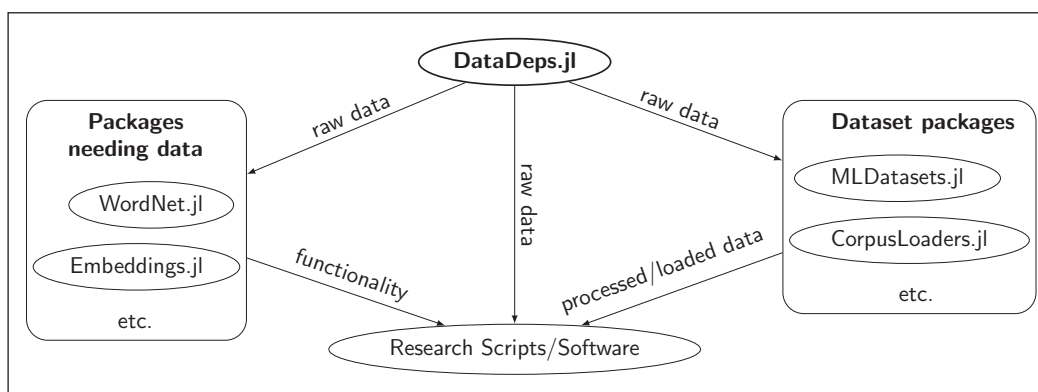 DataDeps.jl
raw data
raw data
raw data
Packages
needing data
WordNet.jl
Embeddings.jl
etc.
Dataset packages
MLDatasets.jl
CorpusLoaders.jl
etc.
functionality
processed/loaded data
Research Scripts/Software